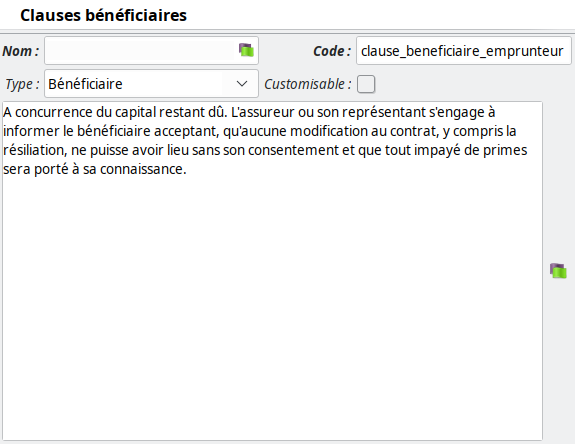 Clauses bénéficiaires
Nom :
Code : clause_beneficiaire_emprunteur
Type : Bénéficiaire
Customisable :
A concurrence du capital restant dû. L'assureur ou son représentant s'engage à
informer le bénéficiaire acceptant, qu'aucune modification au contrat, y compris la
résiliation, ne puisse avoir lieu sans son consentement et que tout impayé de primes
sera porté à sa connaissance.